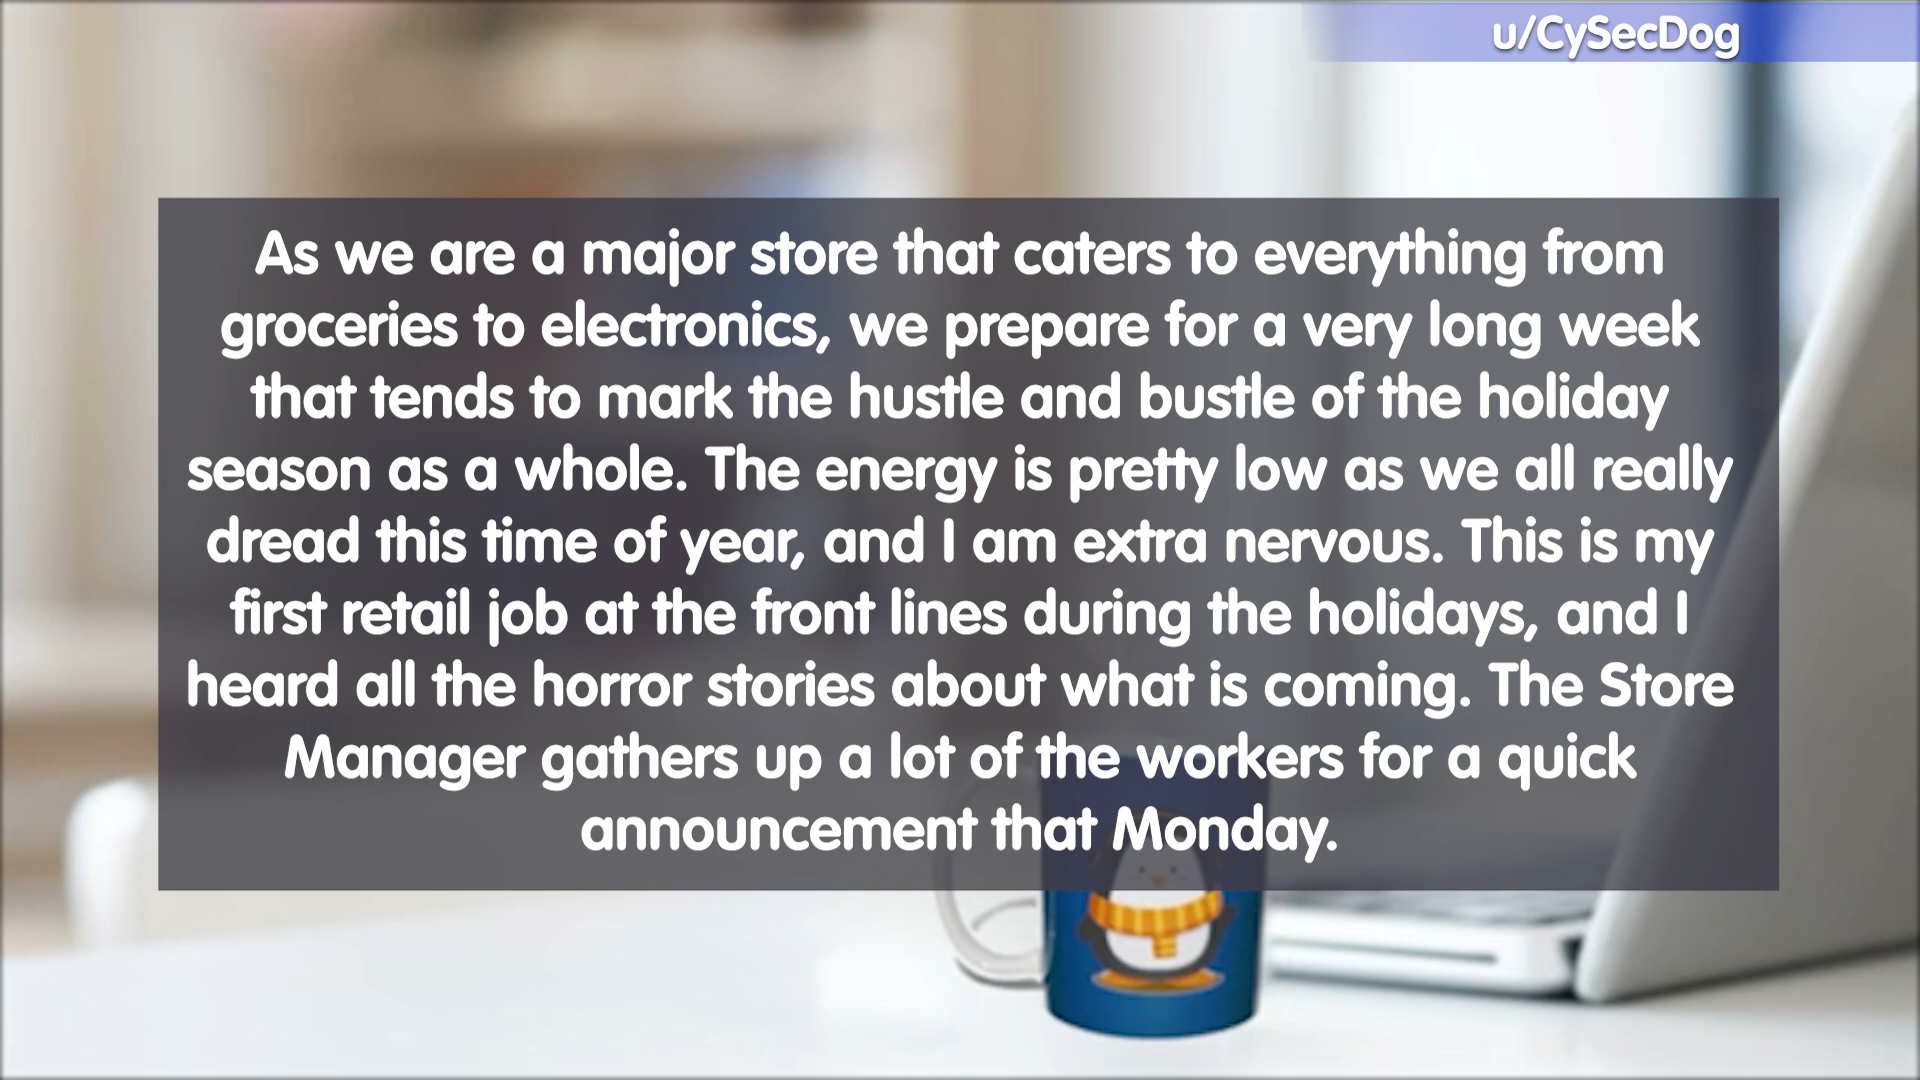 u/CySecDog
As we are a major store that caters to everything from
groceries to electronics, we prepare for a very long week
that tends to mark the hustle and bustle of the holiday
season as a whole. The energy is pretty low as we all really
dread this time of year, and I am extra nervous. This is my
first retail job at the front lines during the holidays, and I
heard all the horror stories about what is coming. The Store
Manager gathers up a lot of the workers for a quick
announcement that Monday.